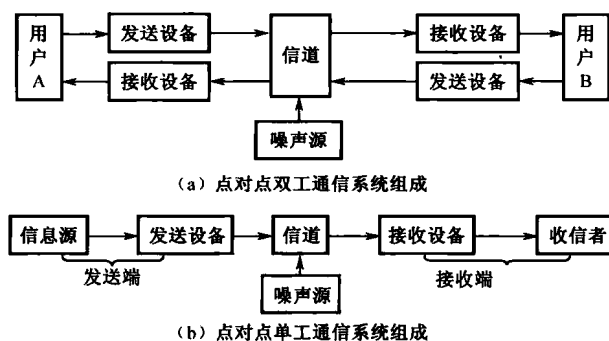 用户A
发送设备
信道
接收设备
用户B
接收设备
发送设备
噪声源
(a) 点对点双工通信系统组成
信息源
发送设备
信道
接收设备
收信者
发送端
接收端
噪声源
(b) 点对点单工通信系统组成